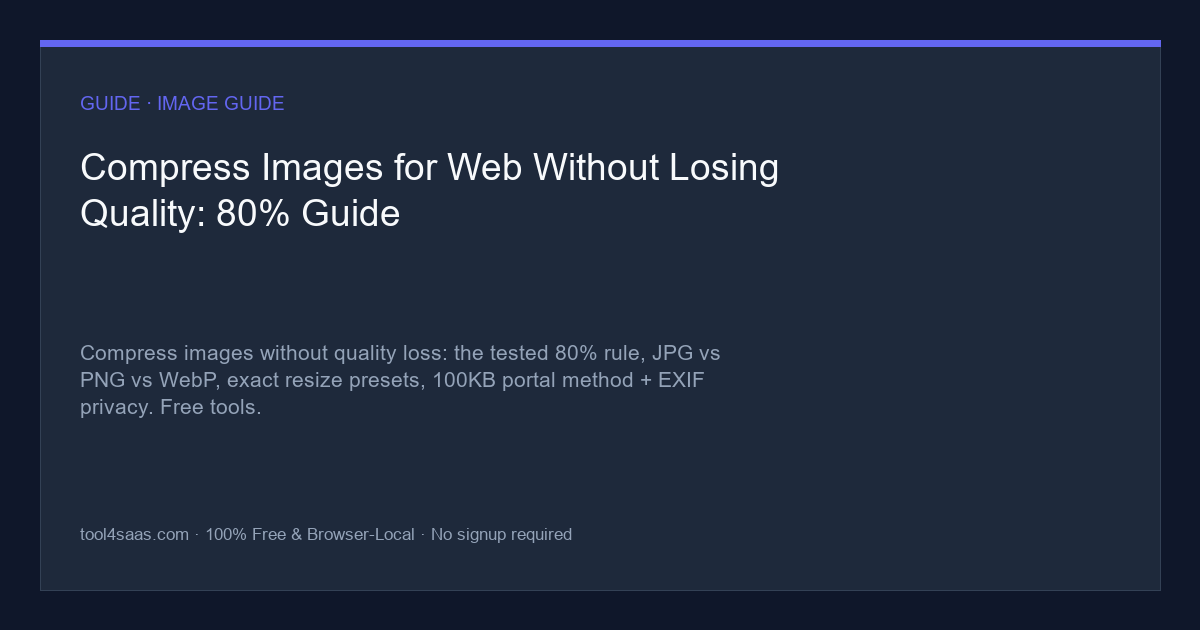 GUIDE · IMAGE GUIDE
Compress Images for Web Without Losing
Quality: 80% Guide
Compress images without quality loss: the tested 80% rule, JPG vs
PNG vs WebP, exact resize presets, 100KB portal method + EXIF
privacy. Free tools.
tool4saas.com · 100% Free & Browser-Local · No signup required